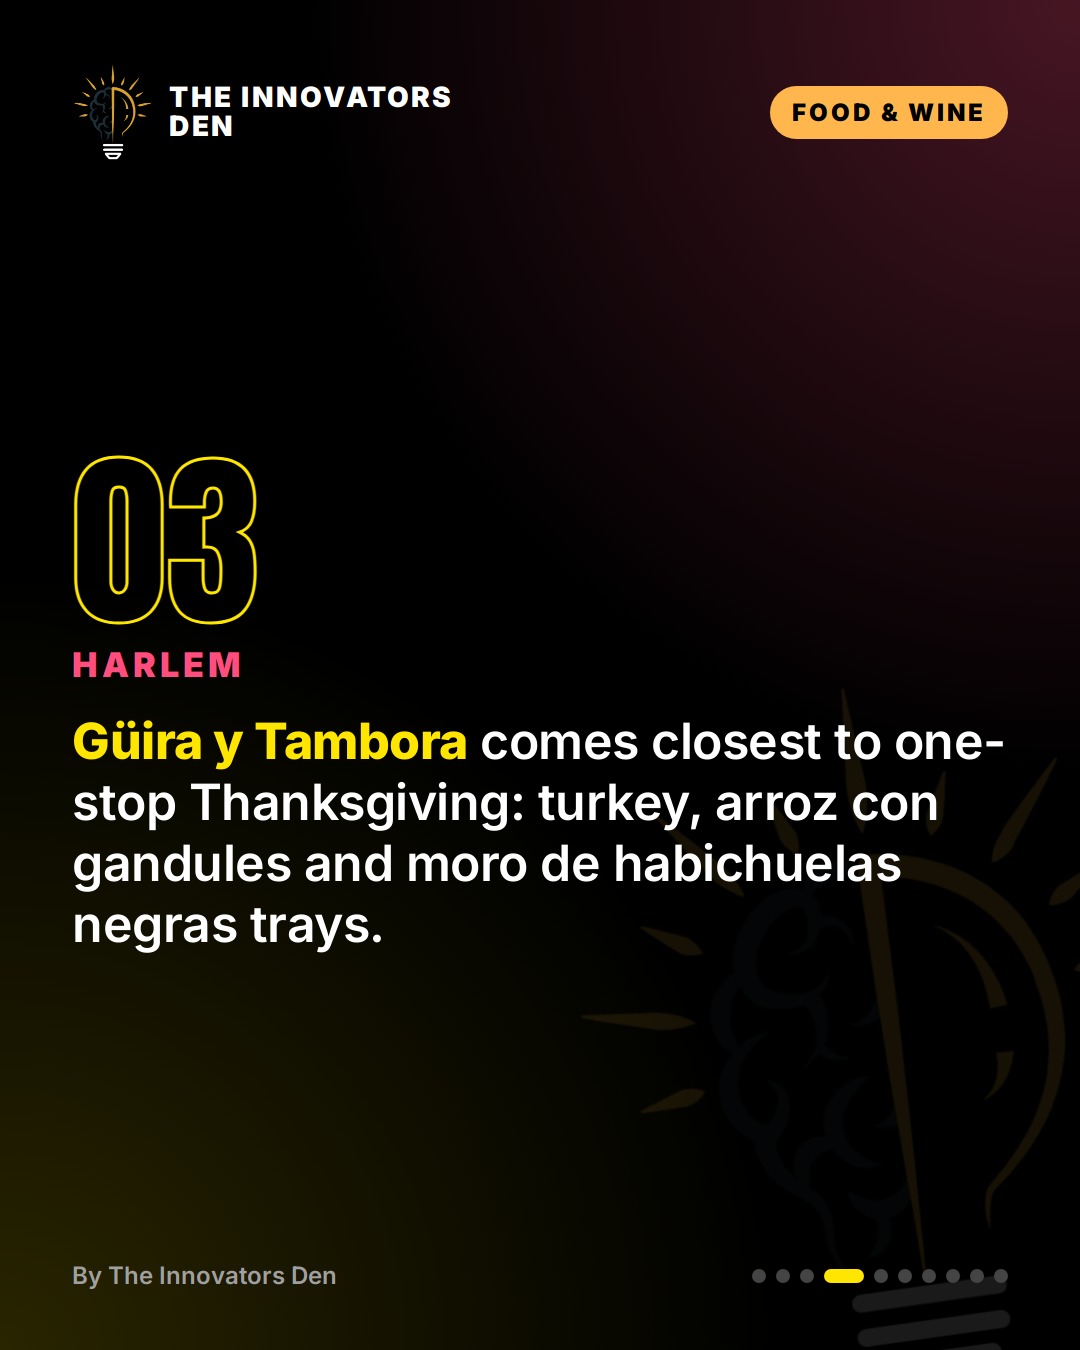 THE INNOVATORS
DEN
FOOD & WINE
03
HARLEM
Güira y Tambora comes closest to one-
stop Thanksgiving: turkey, arroz con
gandules and moro de habichuelas
negras trays.
By The Innovators Den